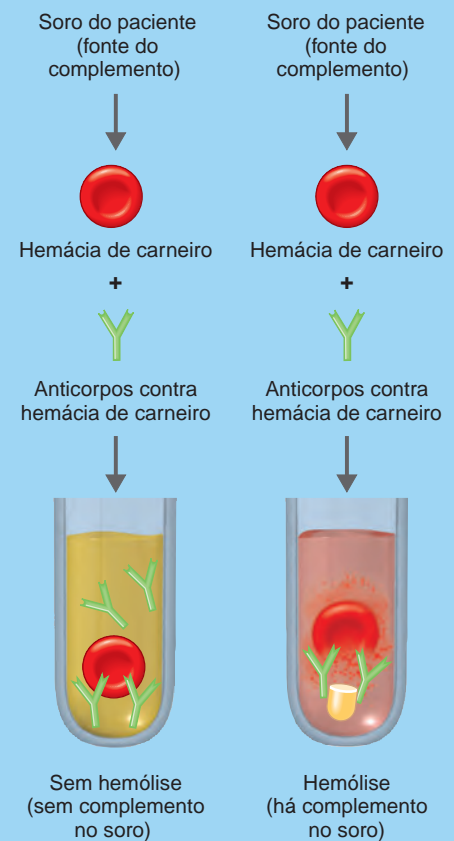 Soro do paciente
(fonte do
complemento)
Hemácia de carneiro
+
Anticorpos contra
hemácia de carneiro
Sem hemólise
(sem complemento
no soro)
Soro do paciente
(fonte do
complemento)
Hemácia de carneiro
+
Anticorpos contra
hemácia de carneiro
Hemólise
(há complemento
no soro)